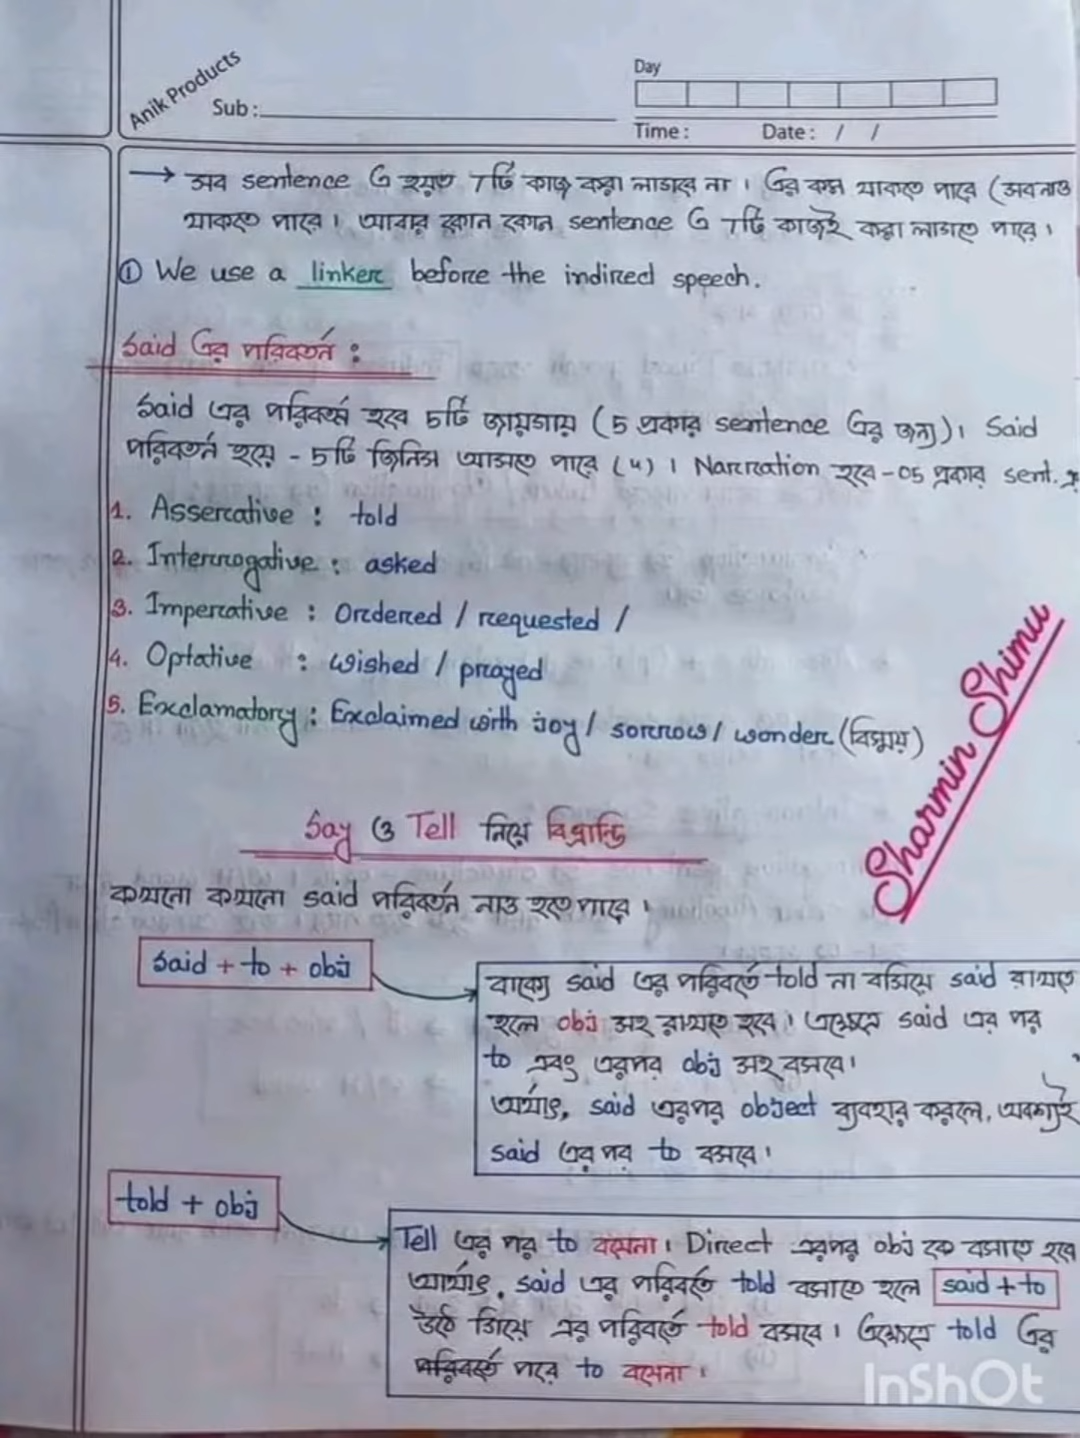 Anik Products
Day
Sub :
Time :
Date : / /
→ সব sentence এ হয়ত 7টি কাজ করা লাগবে না। এর কম থাকতে পারে (সবনাও
থাকতে পারে। আবার কোন কোন sentence এ 7টি কাজই করা লাগতে পারে।
① We use a linker before the indirect speech.
Said এর পরিবর্তন :
Said এর পরিবর্তন হবে ৫টি জায়গায় (5 প্রকার sentence এর জন্য)। Said
পরিবর্তন হয়ে - ৫টি জিনিস আসতে পারে। Narration হবে - 05 প্রকার sent. এ
1. Assertative : told
2. Interrogative : asked
3. Imperative : Ordered / requested /
4. Optative : wished / prayed
5. Exclamatory : Exclaimed with joy / sorrow / wonder (বিস্ময়)
Sharmin Shimu
Say ও Tell নিয়ে বিভ্রান্তি
কখনো কখনো said পরিবর্তন নাও হতে পারে।
said + to + obj
বাক্যে said এর পরিবর্তে told না বসিয়ে said রাখতে
হলে obj সহ রাখতে হবে। এক্ষেত্রে said এর পর
to এবং এরপর obj সহ বসবে।
অর্থাৎ, said এরপর object ব্যবহার করলে, অবশ্যই
said এর পর to বসবে।
told + obj
Tell এর পর to বসেনা। Direct এরপর obj কে বসাতে হবে
অর্থাৎ, said এর পরিবর্তে told বসাতে হলে said + to
উঠে গিয়ে এর পরিবর্তে told বসবে। এক্ষেত্রে told এর
পরিবর্তে পরে to বসেনা।
InShOt